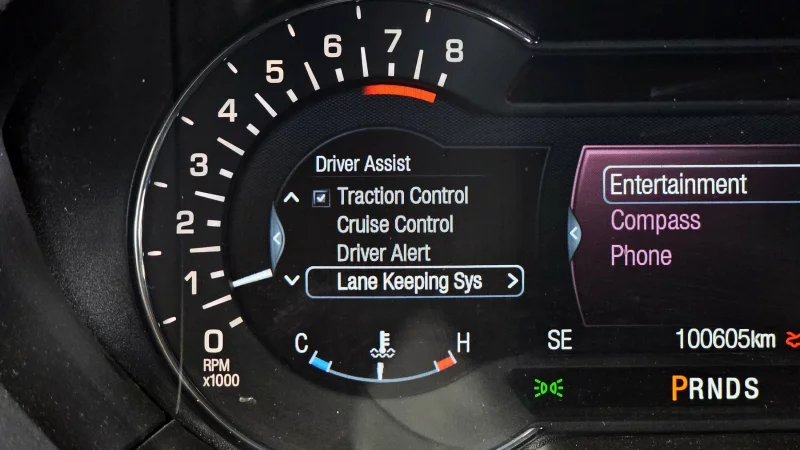 8
7
6
5
4
3
2
1
0
RPM
x1000
Driver Assist
Traction Control
Cruise Control
Driver Alert
Lane Keeping Sys
C
H
Entertainment
Compass
Phone
SE
100605km
PRNDS